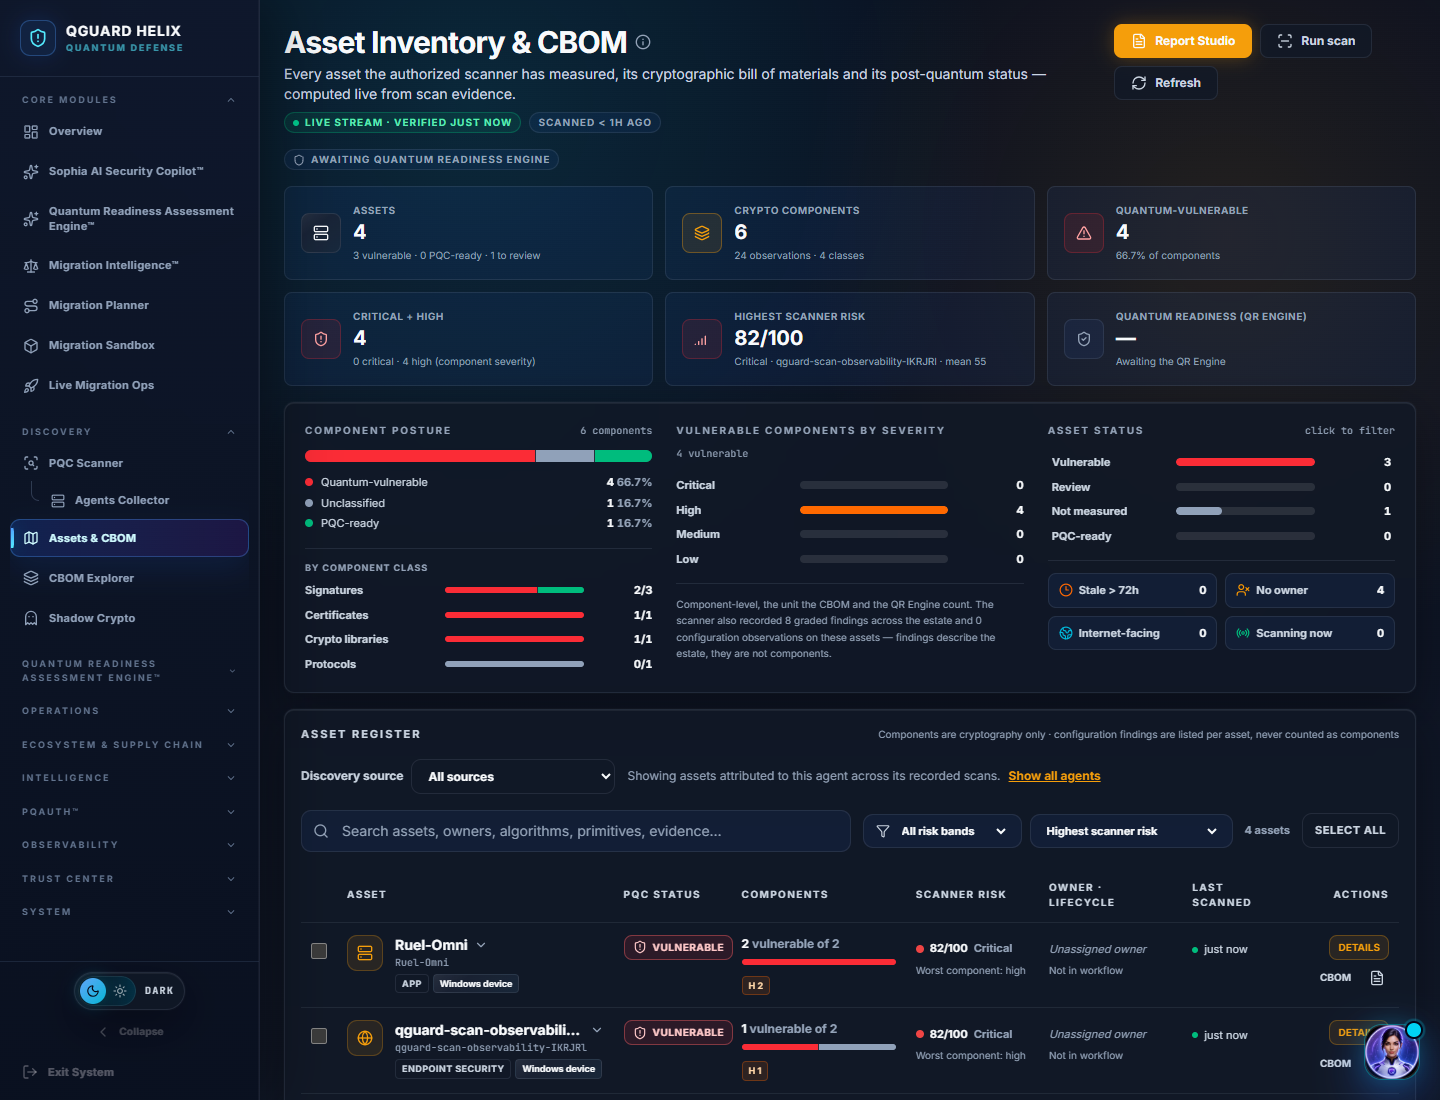 QGUARD HELIX
QUANTUM DEFENSE
CORE MODULES
Overview
Sophia AI Security Copilot™
Quantum Readiness Assessment
Engine™
Migration Intelligence™
Migration Planner
Migration Sandbox
Live Migration Ops
DISCOVERY
PQC Scanner
Agents Collector
Assets & CBOM
CBOM Explorer
Shadow Crypto
QUANTUM READINESS
ASSESSMENT ENGINE™
OPERATIONS
ECOSYSTEM & SUPPLY CHAIN
INTELLIGENCE
PQAUTH™
OBSERVABILITY
TRUST CENTER
SYSTEM
DARK
Collapse
Exit System
Asset Inventory & CBOM
Every asset the authorized scanner has measured, its cryptographic bill of materials and its post-quantum status —
computed live from scan evidence.
LIVE STREAM · VERIFIED JUST NOW
SCANNED < 1H AGO
AWAITING QUANTUM READINESS ENGINE
Report Studio
Run scan
Refresh
ASSETS
4
3 vulnerable · 0 PQC-ready · 1 to review
CRYPTO COMPONENTS
6
24 observations · 4 classes
QUANTUM-VULNERABLE
4
66.7% of components
CRITICAL + HIGH
4
0 critical · 4 high (component severity)
HIGHEST SCANNER RISK
82/100
Critical · qguard-scan-observability-IKRJRl · mean 55
QUANTUM READINESS (QR ENGINE)
—
Awaiting the QR Engine
COMPONENT POSTURE
6 components
Quantum-vulnerable 4 66.7%
Unclassified 1 16.7%
PQC-ready 1 16.7%
BY COMPONENT CLASS
Signatures 2/3
Certificates 1/1
Crypto libraries 1/1
Protocols 0/1
VULNERABLE COMPONENTS BY SEVERITY
4 vulnerable
Critical 0
High 4
Medium 0
Low 0
Component-level, the unit the CBOM and the QR Engine count. The
scanner also recorded 8 graded findings across the estate and 0
configuration observations on these assets — findings describe the
estate, they are not components.
ASSET STATUS
click to filter
Vulnerable 3
Review 0
Not measured 1
PQC-ready 0
Stale > 72h 0
No owner 4
Internet-facing 0
Scanning now 0
ASSET REGISTER
Components are cryptography only · configuration findings are listed per asset, never counted as components
Discovery source
All sources
Showing assets attributed to this agent across its recorded scans. Show all agents
Search assets, owners, algorithms, primitives, evidence...
All risk bands
Highest scanner risk
4 assets
SELECT ALL
ASSET
PQC STATUS
COMPONENTS
SCANNER RISK
OWNER ·
LIFECYCLE
LAST
SCANNED
ACTIONS
Ruel-Omni
Ruel-Omni
APP
Windows device
VULNERABLE
2 vulnerable of 2
H 2
82/100 Critical
Worst component: high
Unassigned owner
Not in workflow
just now
DETAILS
CBOM
qguard-scan-observabili...
qguard-scan-observability-IKRJRl
ENDPOINT SECURITY
Windows device
VULNERABLE
1 vulnerable of 2
H 1
82/100 Critical
Worst component: high
Unassigned owner
Not in workflow
just now
CBOM